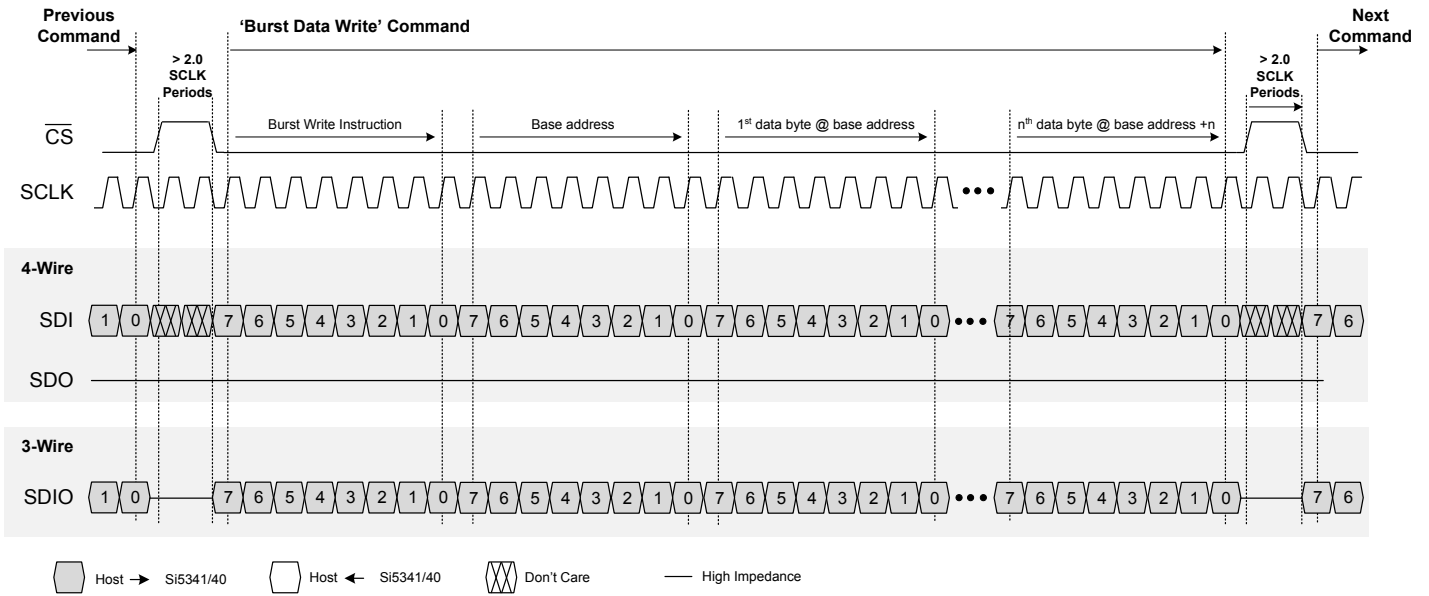 Previous Command
'Burst Data Write' Command
Next Command
> 2.0 SCLK Periods
> 2.0 SCLK Periods
CS
Burst Write Instruction
Base address
1st data byte @ base address
nth data byte @ base address +n
SCLK
4-Wire
SDI 1 0 7 6 5 4 3 2 1 0 7 6 5 4 3 2 1 0 7 6 5 4 3 2 1 0 ••• 7 6 5 4 3 2 1 0 7 6
SDO
3-Wire
SDIO 1 0 7 6 5 4 3 2 1 0 7 6 5 4 3 2 1 0 7 6 5 4 3 2 1 0 ••• 7 6 5 4 3 2 1 0 7 6
Host → Si5341/40
Host ← Si5341/40
Don't Care
High Impedance